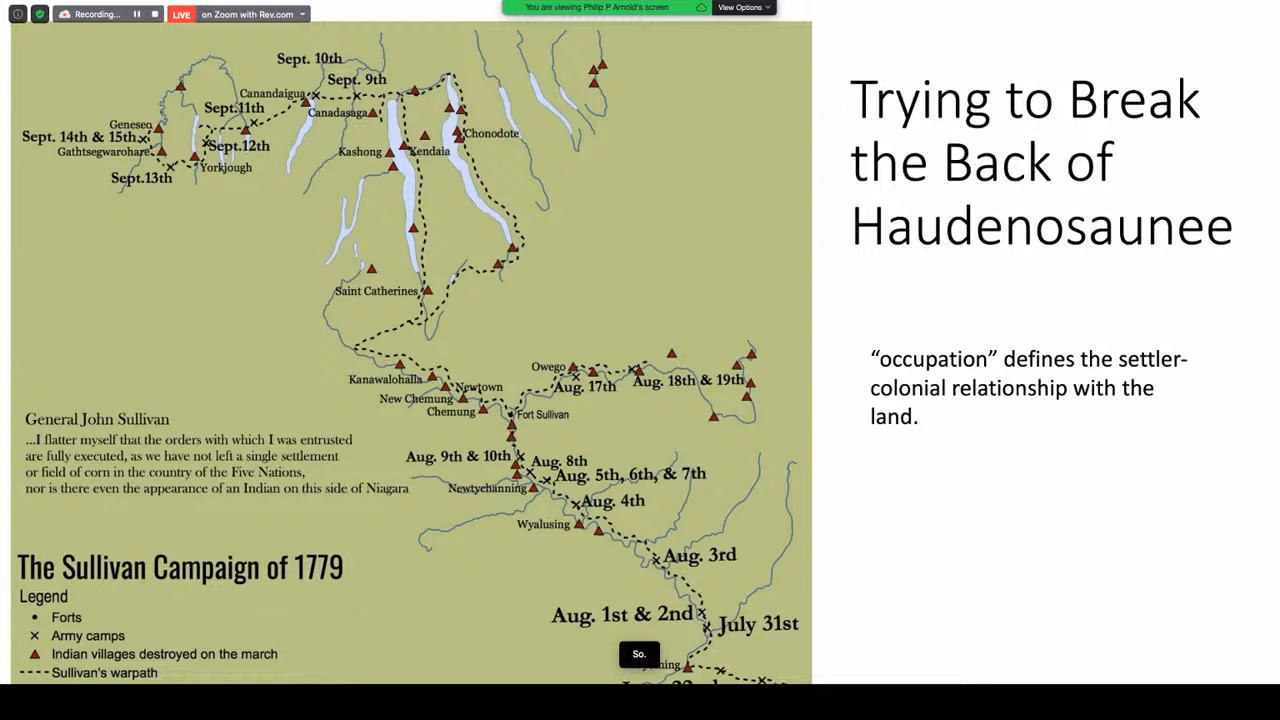 Recording...
LIVE on Zoom with Rev.com
You are viewing Philip P Arnold's screen
View Options
Trying to Break
the Back of
Haudenosaunee
"occupation" defines the settler-
colonial relationship with the
land.
Sept. 10th
Sept. 9th
Canandaigua
Canadasaga
Sept.11th
Geneseo
Sept. 14th & 15th
Gathtsegwarohare
Sept.12th
Sept.13th
Yorkjough
Kashong
Kendaia
Chonodote
Saint Catherines
Kanawalohalla
Newtown
New Chemung
Chemung
Fort Sullivan
Owego
Aug. 17th
Aug. 18th & 19th
General John Sullivan
...I flatter myself that the orders with which I was entrusted
are fully executed, as we have not left a single settlement
or field of corn in the country of the Five Nations,
nor is there even the appearance of an Indian on this side of Niagara
Aug. 9th & 10th
Aug. 8th
Aug. 5th, 6th, & 7th
Newtychanning
Aug. 4th
Wyalusing
Aug. 3rd
Aug. 1st & 2nd
July 31st
The Sullivan Campaign of 1779
Legend
Forts
Army camps
Indian villages destroyed on the march
Sullivan's warpath
So.